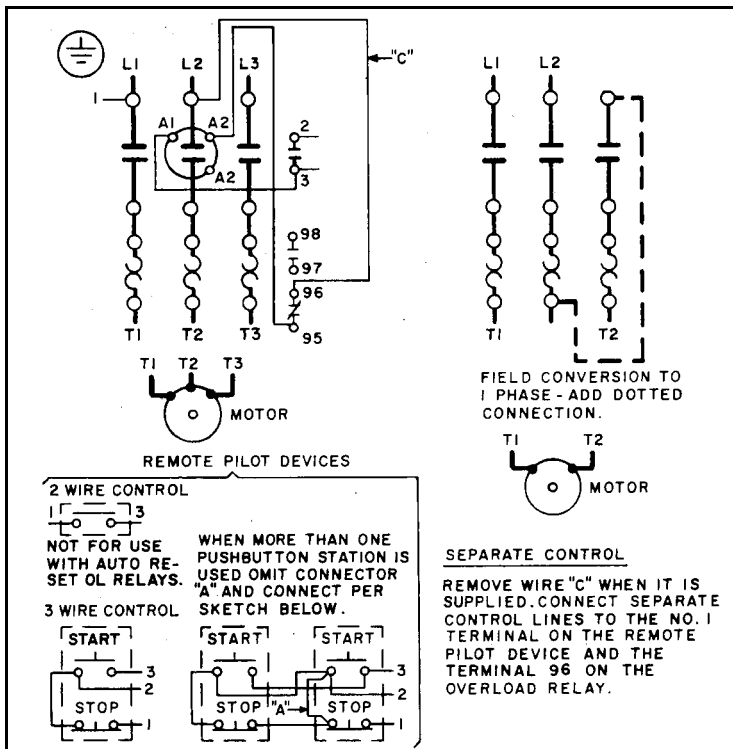 "C"
L1 L2 L3
1
A1 A2
2
A2
3
98
97
96
95
T1 T2 T3
T1 T2 T3
MOTOR
L1 L2
T1 T2
FIELD CONVERSION TO
1 PHASE - ADD DOTTED
CONNECTION.
T1 T2
MOTOR
REMOTE PILOT DEVICES
2 WIRE CONTROL
1 3
NOT FOR USE
WITH AUTO RE-
SET OL RELAYS.
WHEN MORE THAN ONE
PUSHBUTTON STATION IS
USED OMIT CONNECTOR
"A" AND CONNECT PER
SKETCH BELOW.
3 WIRE CONTROL
START
3
2
STOP
1
START START
3
2
"A"
STOP STOP
1
SEPARATE CONTROL
REMOVE WIRE "C" WHEN IT IS
SUPPLIED. CONNECT SEPARATE
CONTROL LINES TO THE NO. 1
TERMINAL ON THE REMOTE
PILOT DEVICE AND THE
TERMINAL 96 ON THE
OVERLOAD RELAY.